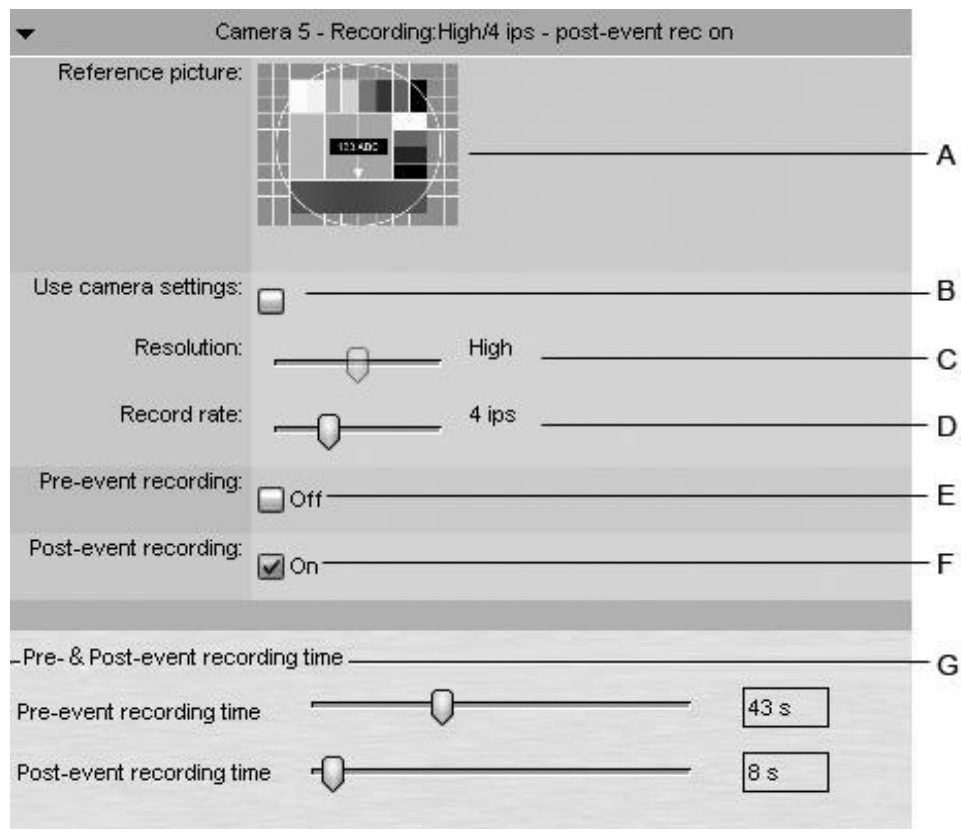 Camera 5 - Recording:High/4 ips - post-event rec on
Reference picture:
123 ABC
A
Use camera settings:
B
Resolution:
High
C
Record rate:
4 ips
D
Pre-event recording:
Off
E
Post-event recording:
On
F
Pre- & Post-event recording time
G
Pre-event recording time
43 s
Post-event recording time
8 s